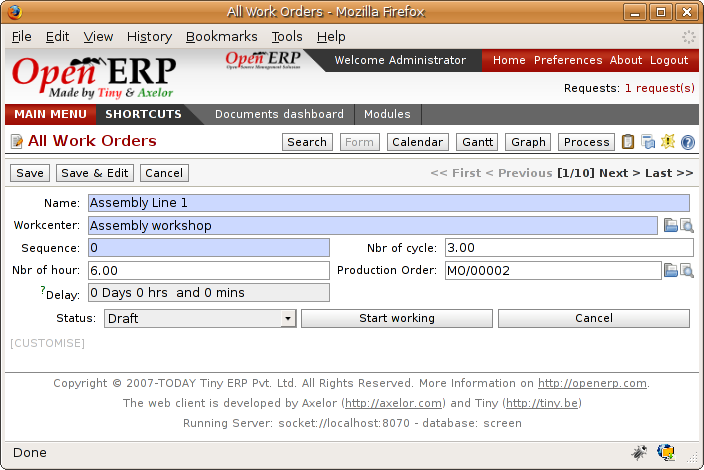 All Work Orders - Mozilla Firefox
File Edit View History Bookmarks Tools Help
Open ERP
Made by Tiny & Axelor
Open ERP
Open Source Management Solution
Welcome Administrator
Home Preferences About Logout
Requests: 1 request(s)
MAIN MENU SHORTCUTS Documents dashboard Modules
All Work Orders
Search Form Calendar Gantt Graph Process
Save Save & Edit Cancel
<< First < Previous [1/10] Next > Last >>
Name: Assembly Line 1
Workcenter: Assembly workshop
Sequence: 0 Nbr of cycle: 3.00
Nbr of hour: 6.00 Production Order: MO/00002
?Delay: 0 Days 0 hrs and 0 mins
Status: Draft Start working Cancel
[CUSTOMISE]
Copyright © 2007-TODAY Tiny ERP Pvt. Ltd. All Rights Reserved. More Information on http://openerp.com.
The web client is developed by Axelor (http://axelor.com) and Tiny (http://tiny.be)
Running Server: socket://localhost:8070 - database: screen
Done